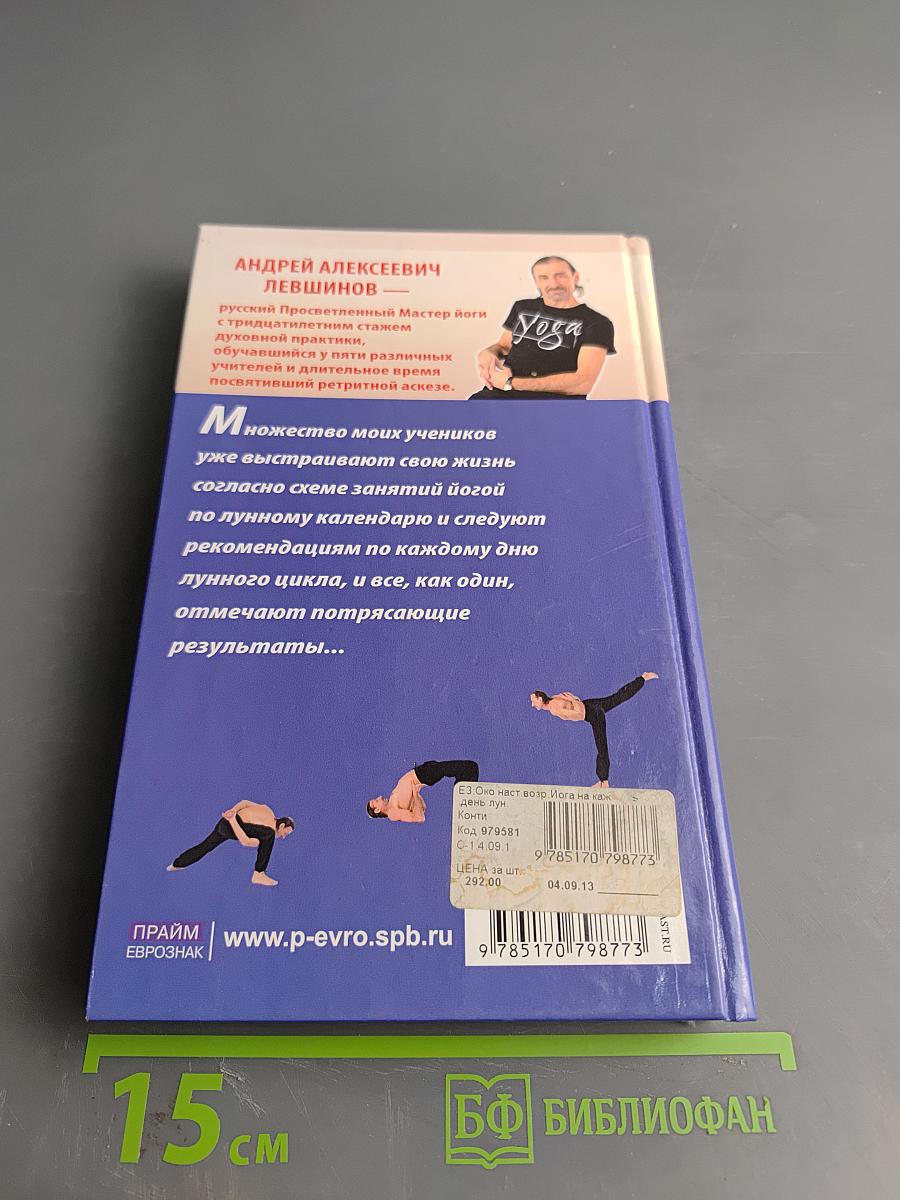 АНДРЕЙ АЛЕКСЕЕВИЧ
ЛЕВШИНОВ —
русский Просветленный Мастер йоги
с тридцатилетним стажем
духовной практики,
обучавшийся у пяти различных
учителей и длительное время
посвятивший ретритной аскезе.
Yoga
Множество моих учеников
уже выстраивают свою жизнь
согласно схеме занятий йогой
по лунному календарю и следуют
рекомендациям по каждому дню
лунного цикла, и все, как один,
отмечают потрясающие
результаты...
ЕЗ.Око наст.возр.Йога на каж
день лун.
Конти
Код 979581
С-1 4.09.1
9 785170 798773
ЦЕНА за шт.
292.00 04.09.13
ПРАЙМ
ЕВРОЗНАК
www.p-evro.spb.ru
9 785170 798773
AST.RU
15 см
БФ БИБЛИОФАН